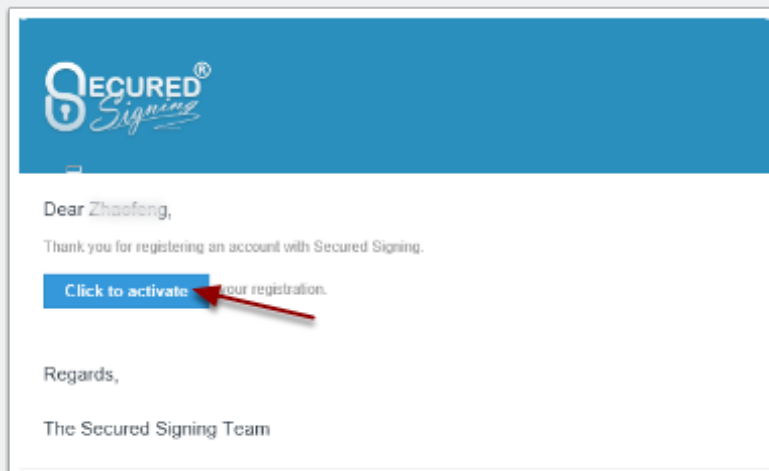 SECURED®
Signing
Dear Zhaofeng,
Thank you for registering an account with Secured Signing.
Click to activate your registration.
Regards,
The Secured Signing Team